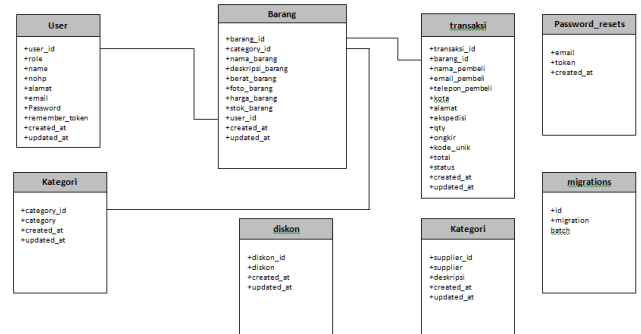 User
+user_id
+role
+name
+nohp
+alamat
+email
+Password
+remember_token
+created_at
+updated_at
Barang
+barang_id
+category_id
+nama_barang
+deskripsi_barang
+berat_barang
+foto_barang
+harga_barang
+stok_barang
+user_id
+created_at
+updated_at
transaksi
+transaksi_id
+barang_id
+nama_pembeli
+email_pembeli
+telepon_pembeli
+kota
+alamat
+ekspedisi
+qty
+ongkir
+kode_unik
+total
+status
+created_at
+updated_at
Password_resets
+email
+token
+created_at
Kategori
+category_id
+category
+created_at
+updated_at
diskon
+diskon_id
+diskon
+created_at
+updated_at
Kategori
+supplier_id
+supplier
+deskripsi
+created_at
+updated_at
migrations
+id
+migration
batch